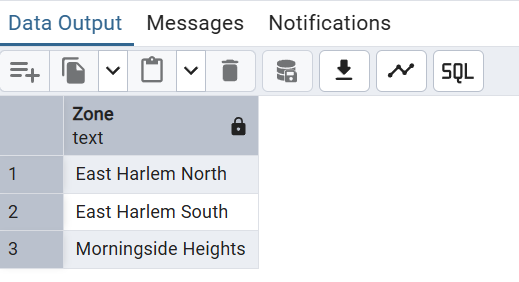 Data Output Messages Notifications
SQL
Zone
text
1 East Harlem North
2 East Harlem South
3 Morningside Heights